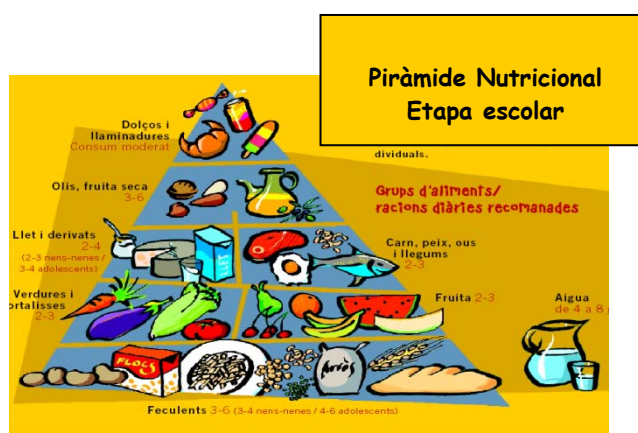 Piràmide Nutricional
Etapa escolar
dividuals.
Dolços i
llaminadures
Consum moderat
Olis, fruita seca
3-6
Grups d'aliments/
racions diàries recomanades
Llet i derivats
2-4
(2-3 nens-nenes /
3-4 adolescents)
Carn, peix, ous
i llegums
2-3
Verdures i
ortalisses
2-3
Fruita 2-3
Aigua
de 4 a 8
FLOCS
Arròs
Feculents 3-6 (3-4 nens-nenes / 4-6 adolescents)